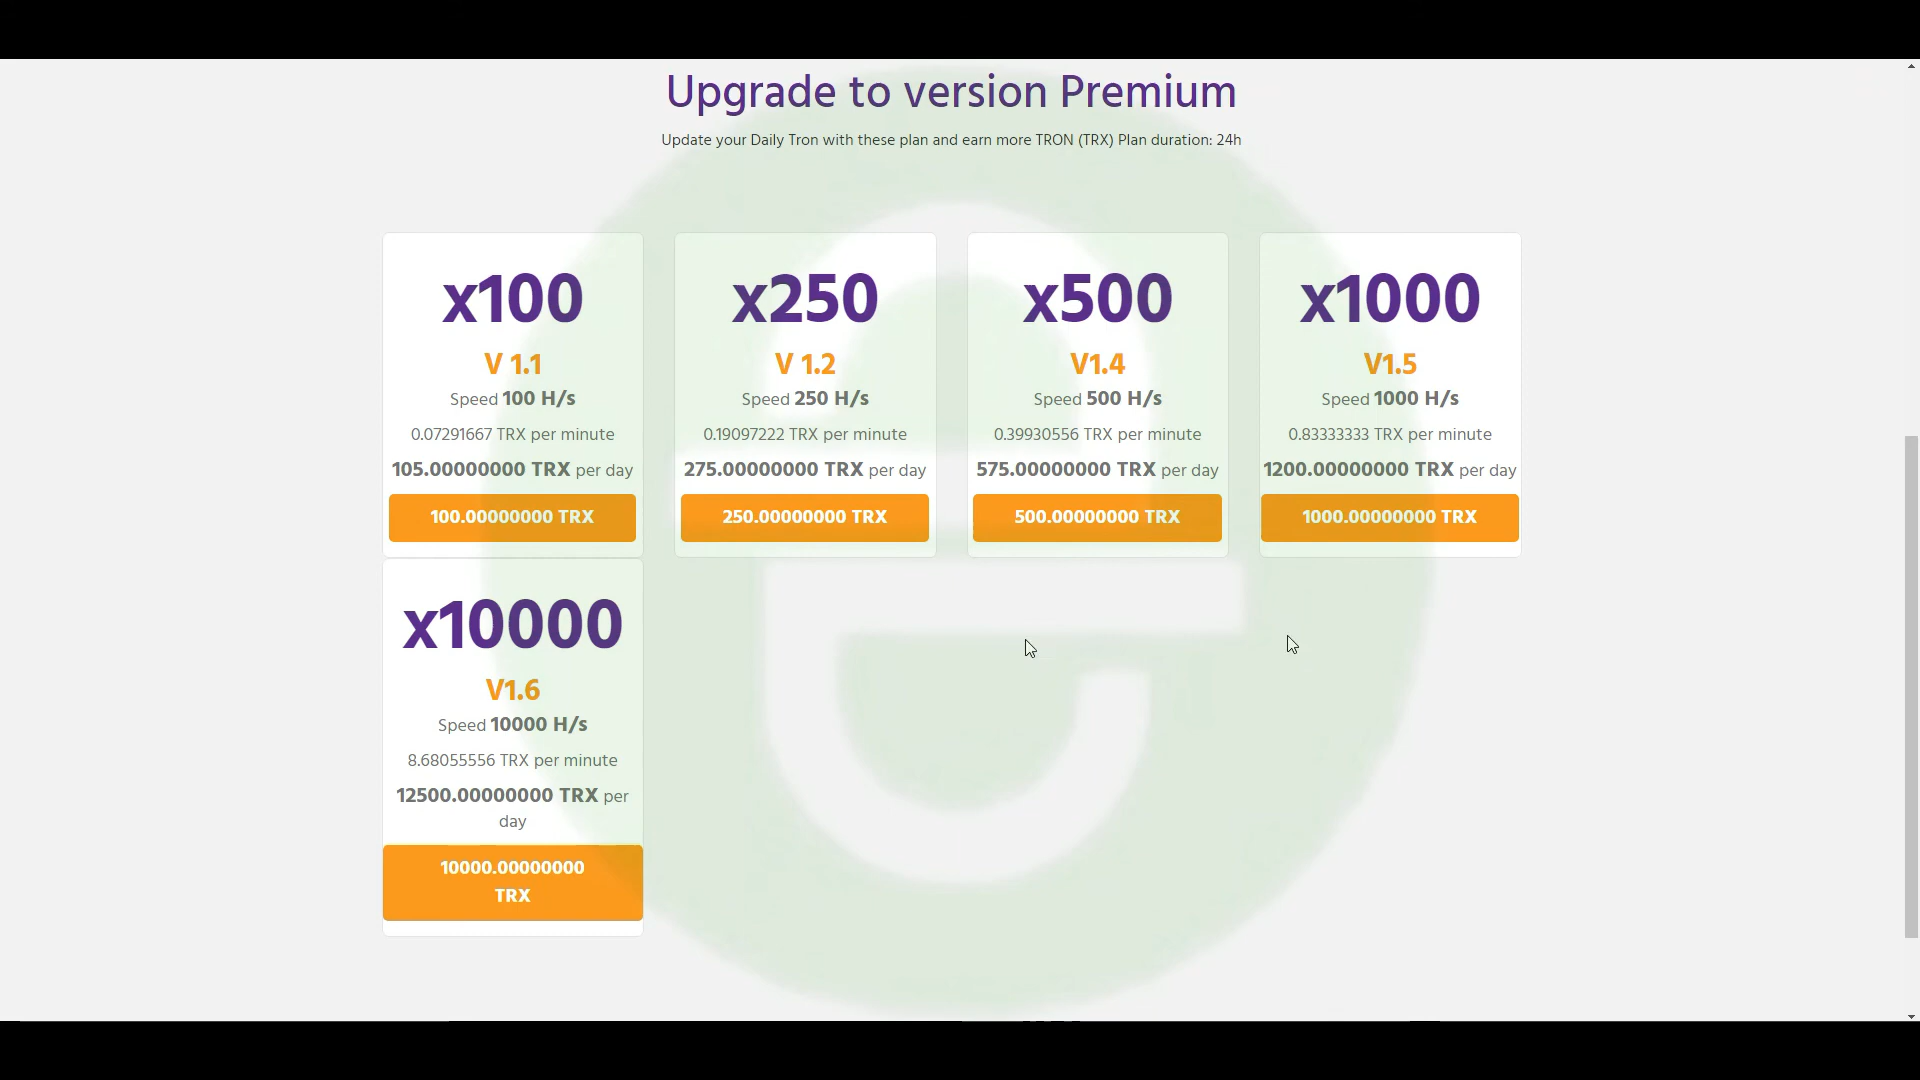 Upgrade to version Premium
Update your Daily Tron with these plan and earn more TRON (TRX) Plan duration: 24h
x100
V 1.1
Speed 100 H/s
0.07291667 TRX per minute
105.00000000 TRX per day
100.00000000 TRX
x250
V 1.2
Speed 250 H/s
0.19097222 TRX per minute
275.00000000 TRX per day
250.00000000 TRX
x500
V1.4
Speed 500 H/s
0.39930556 TRX per minute
575.00000000 TRX per day
500.00000000 TRX
x1000
V1.5
Speed 1000 H/s
0.83333333 TRX per minute
1200.00000000 TRX per day
1000.00000000 TRX
x10000
V1.6
Speed 10000 H/s
8.68055556 TRX per minute
12500.00000000 TRX per
day
10000.00000000
TRX